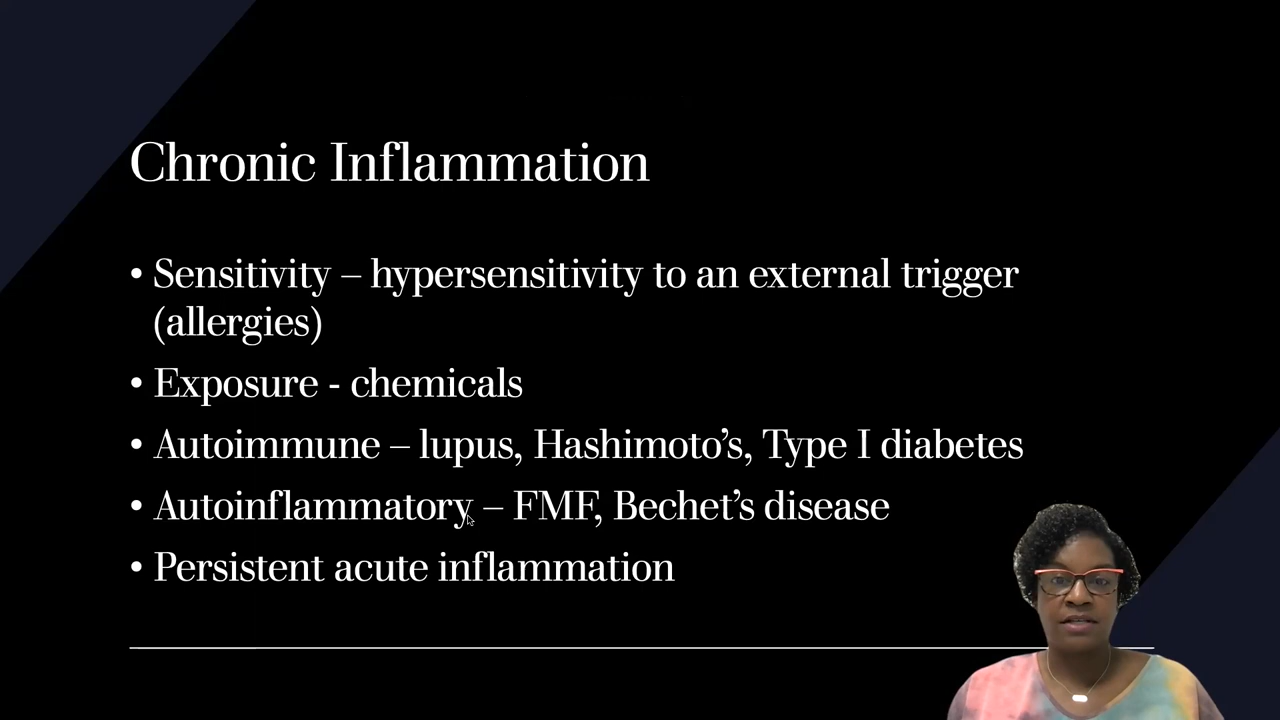 Chronic Inflammation
• Sensitivity – hypersensitivity to an external trigger
(allergies)
• Exposure - chemicals
• Autoimmune – lupus, Hashimoto’s, Type I diabetes
• Autoinflammatory – FMF, Bechet’s disease
• Persistent acute inflammation